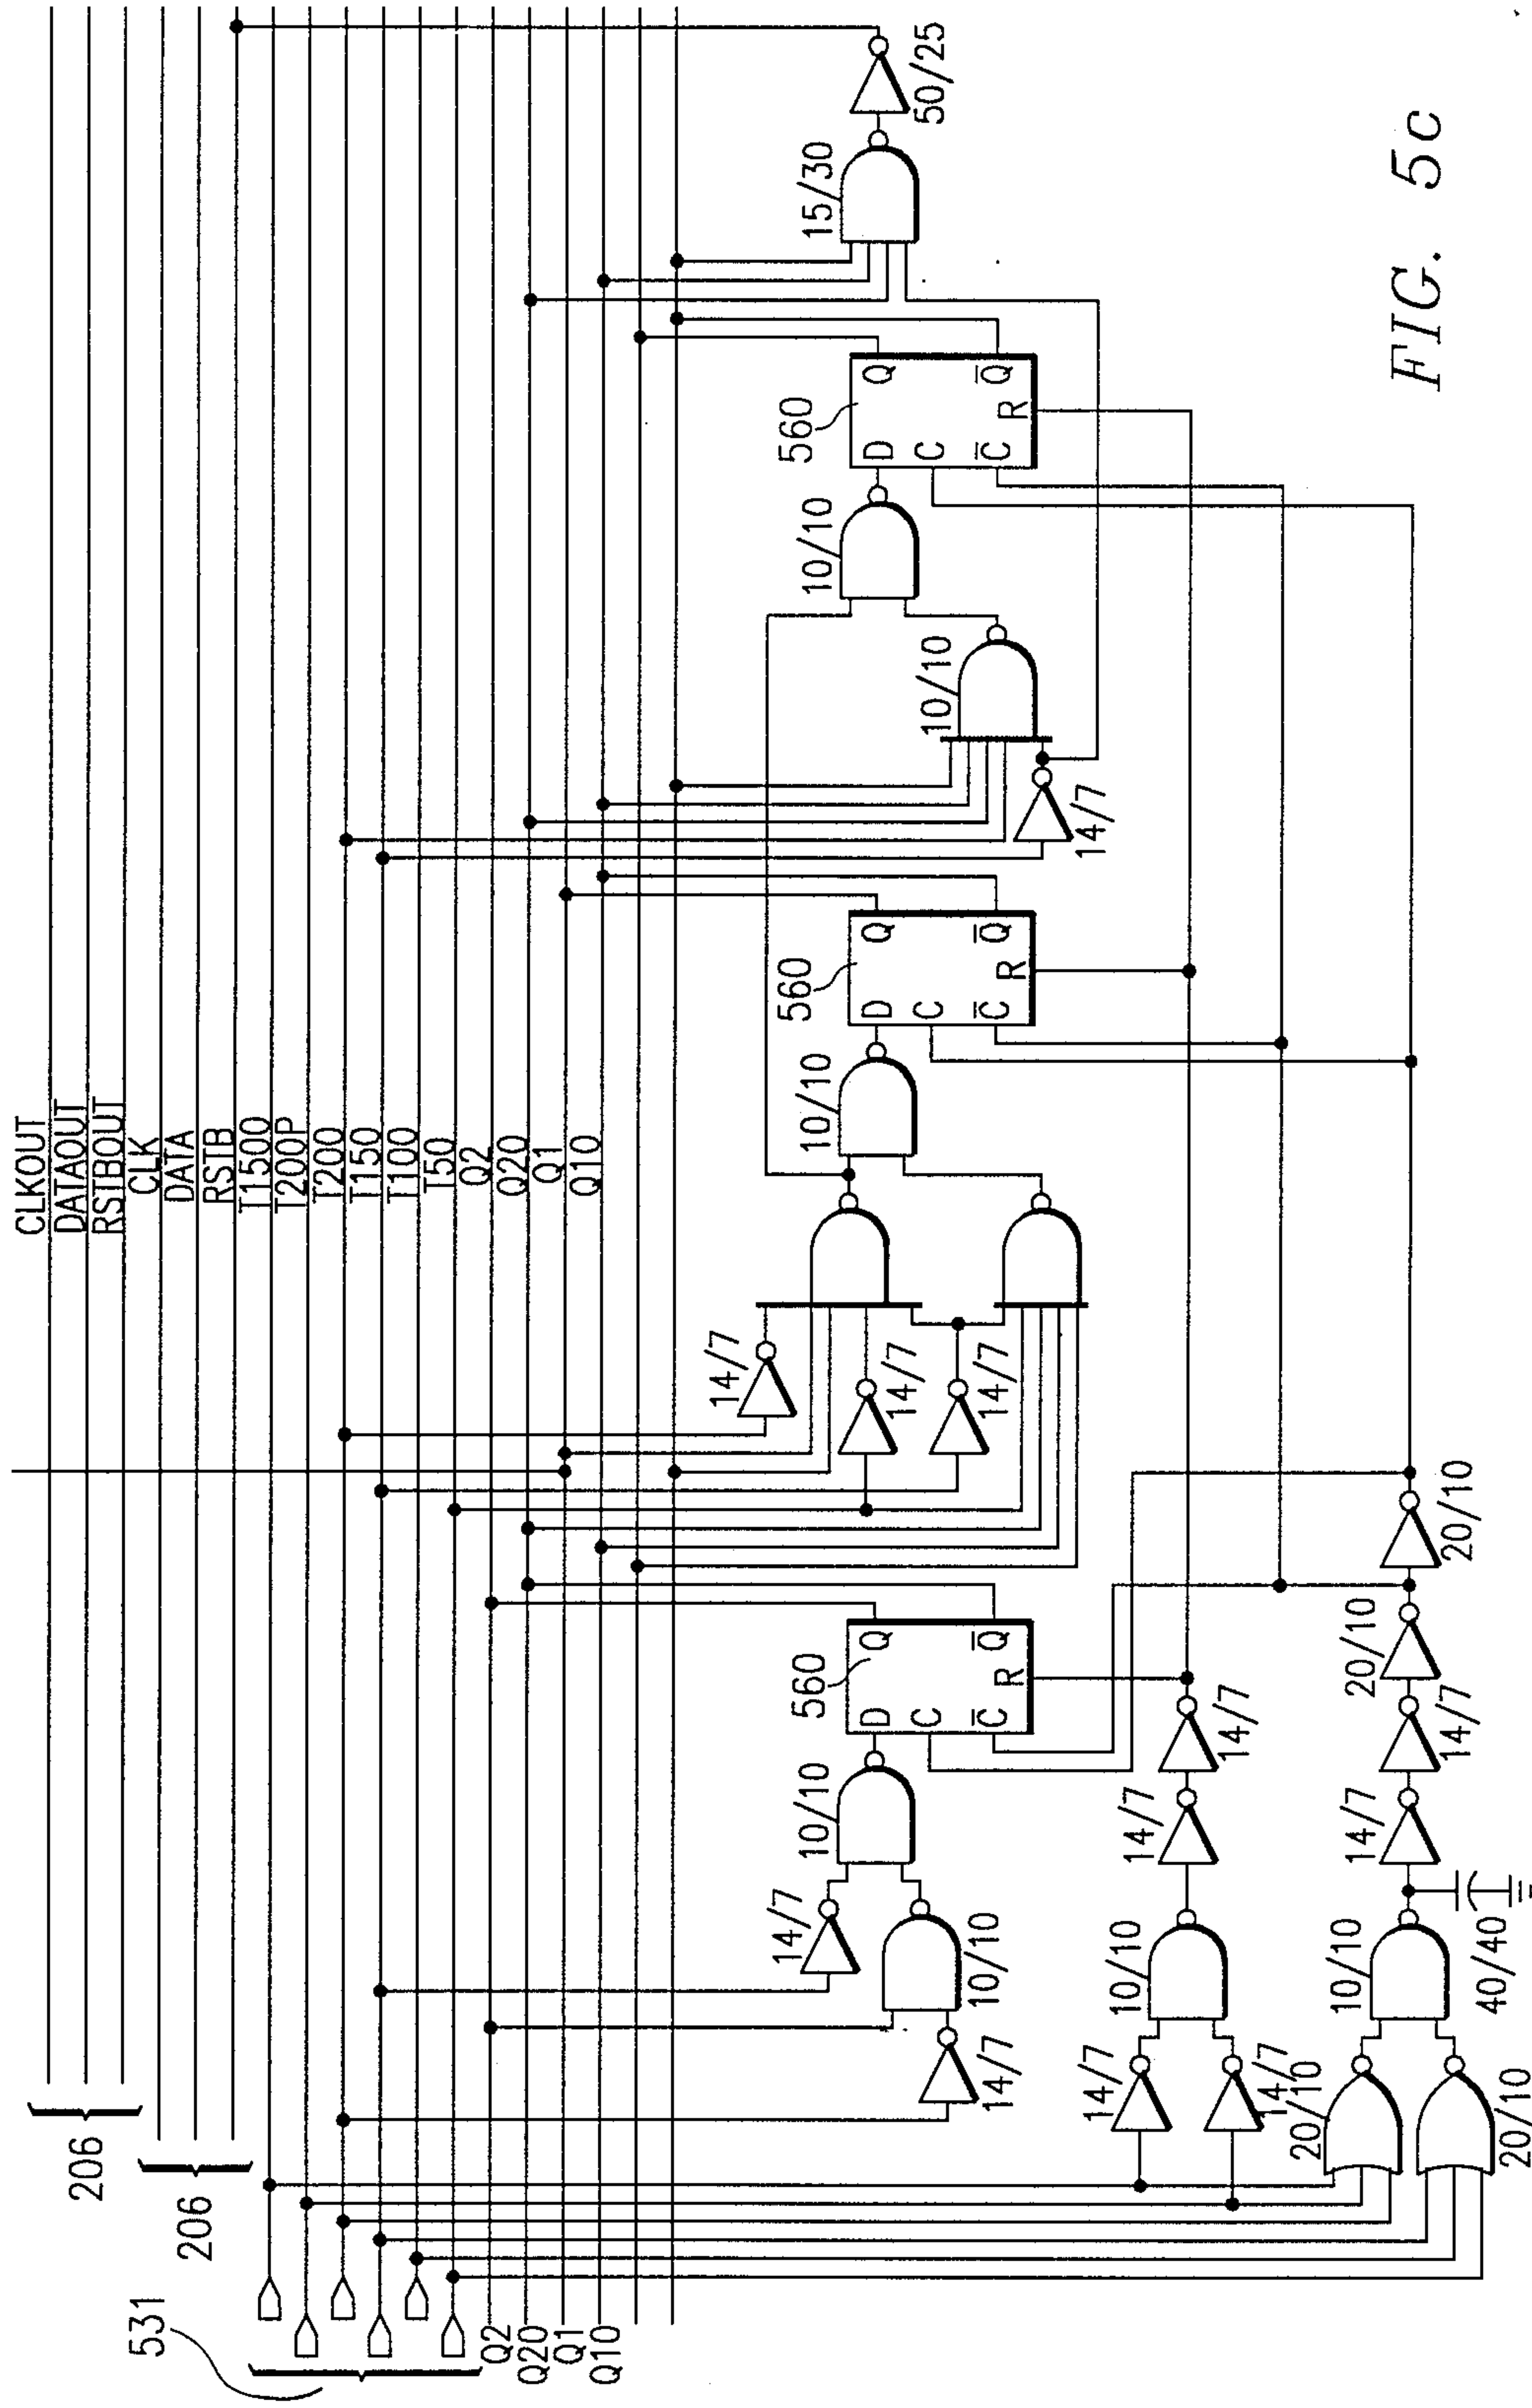 CLKOUT
DATAOUT
RSTBOUT
CLK
DATA
RSTB
T1500
T200P
T200
T150
T100
T50
Q2
Q20
Q1
Q10
206
206
531
Q2
Q20
Q1
Q10
50/25
15/30
560
D
C
C̅
Q
Q̅
R
10/10
10/10
14/7
560
D
C
C̅
Q
Q̅
R
10/10
14/7
14/7
14/7
560
D
C
C̅
Q
Q̅
R
10/10
14/7
10/10
14/7
14/7
14/7
10/10
14/7
14/7
20/10
20/10
14/7
14/7
10/10
40/40
20/10
20/10
FIG. 5c